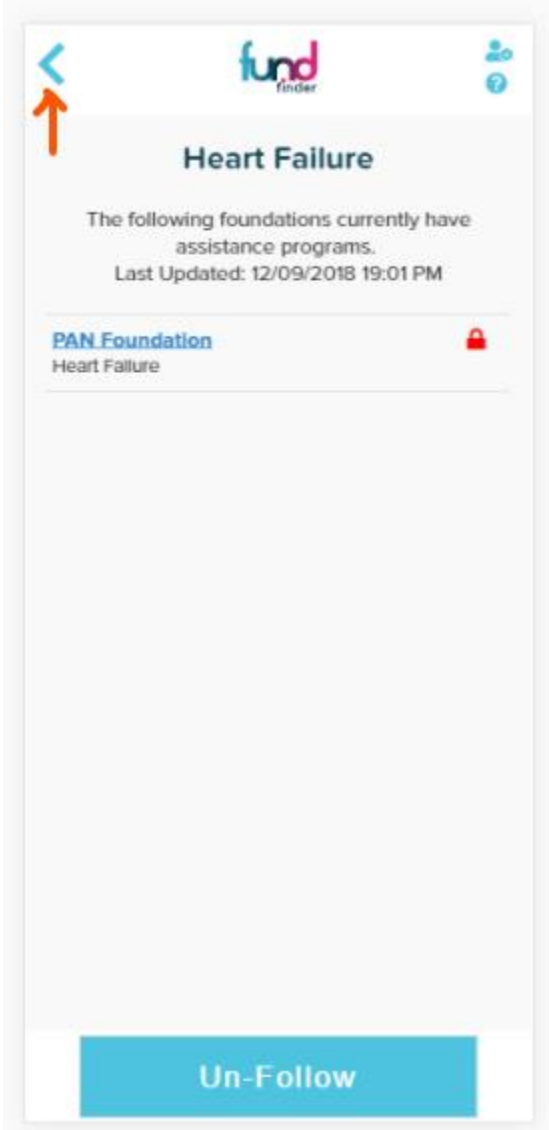 fund
finder
Heart Failure
The following foundations currently have
assistance programs.
Last Updated: 12/09/2018 19:01 PM
PAN Foundation
Heart Failure
Un-Follow